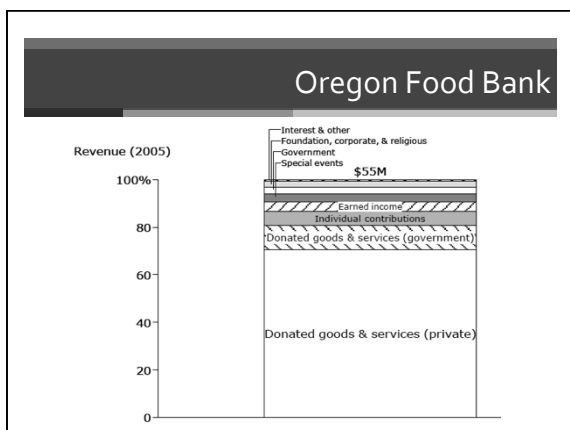 Oregon Food Bank
Interest & other
Foundation, corporate, & religious
Government
Special events
Revenue (2005)
$55M
100%
Earned income
Individual contributions
80
Donated goods & services (government)
60
40
Donated goods & services (private)
20
0